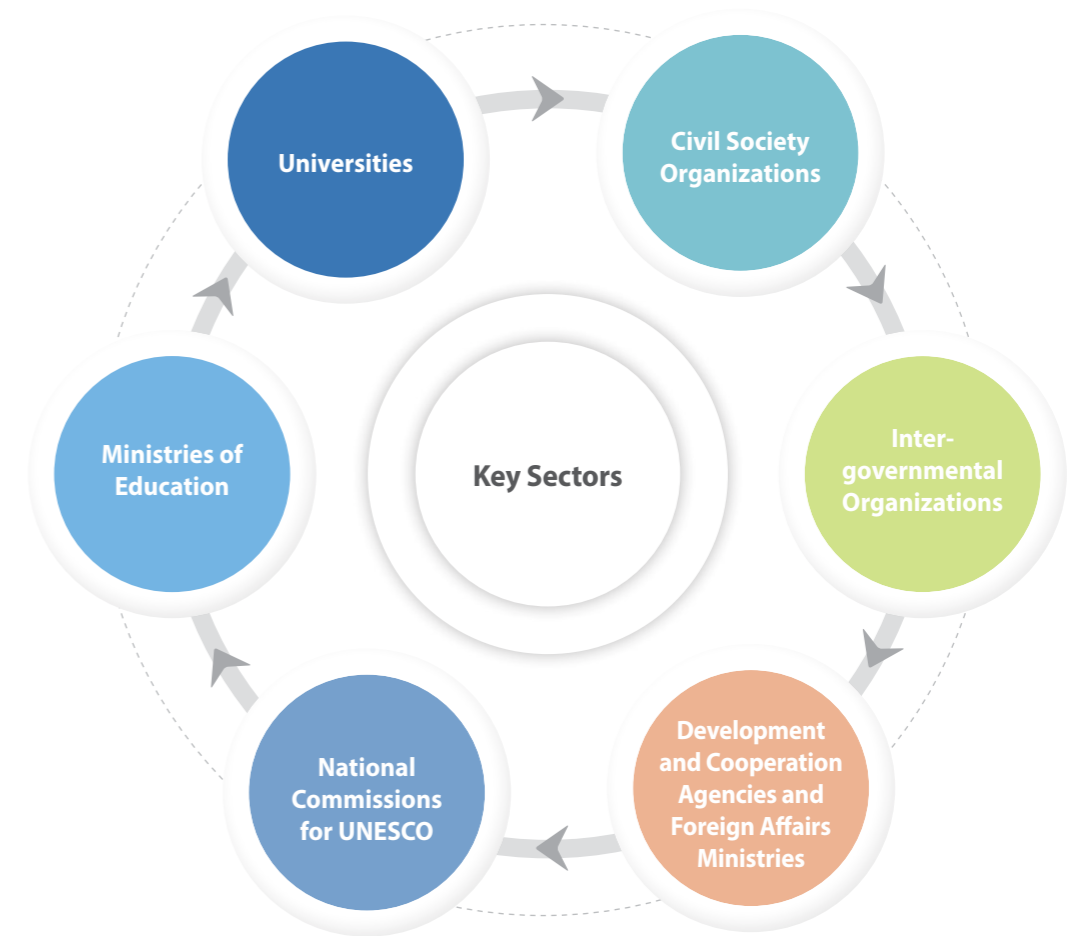 Universities
Civil Society
Organizations
Ministries of
Education
Key Sectors
Inter-
governmental
Organizations
National
Commissions
for UNESCO
Development
and Cooperation
Agencies and
Foreign Affairs
Ministries